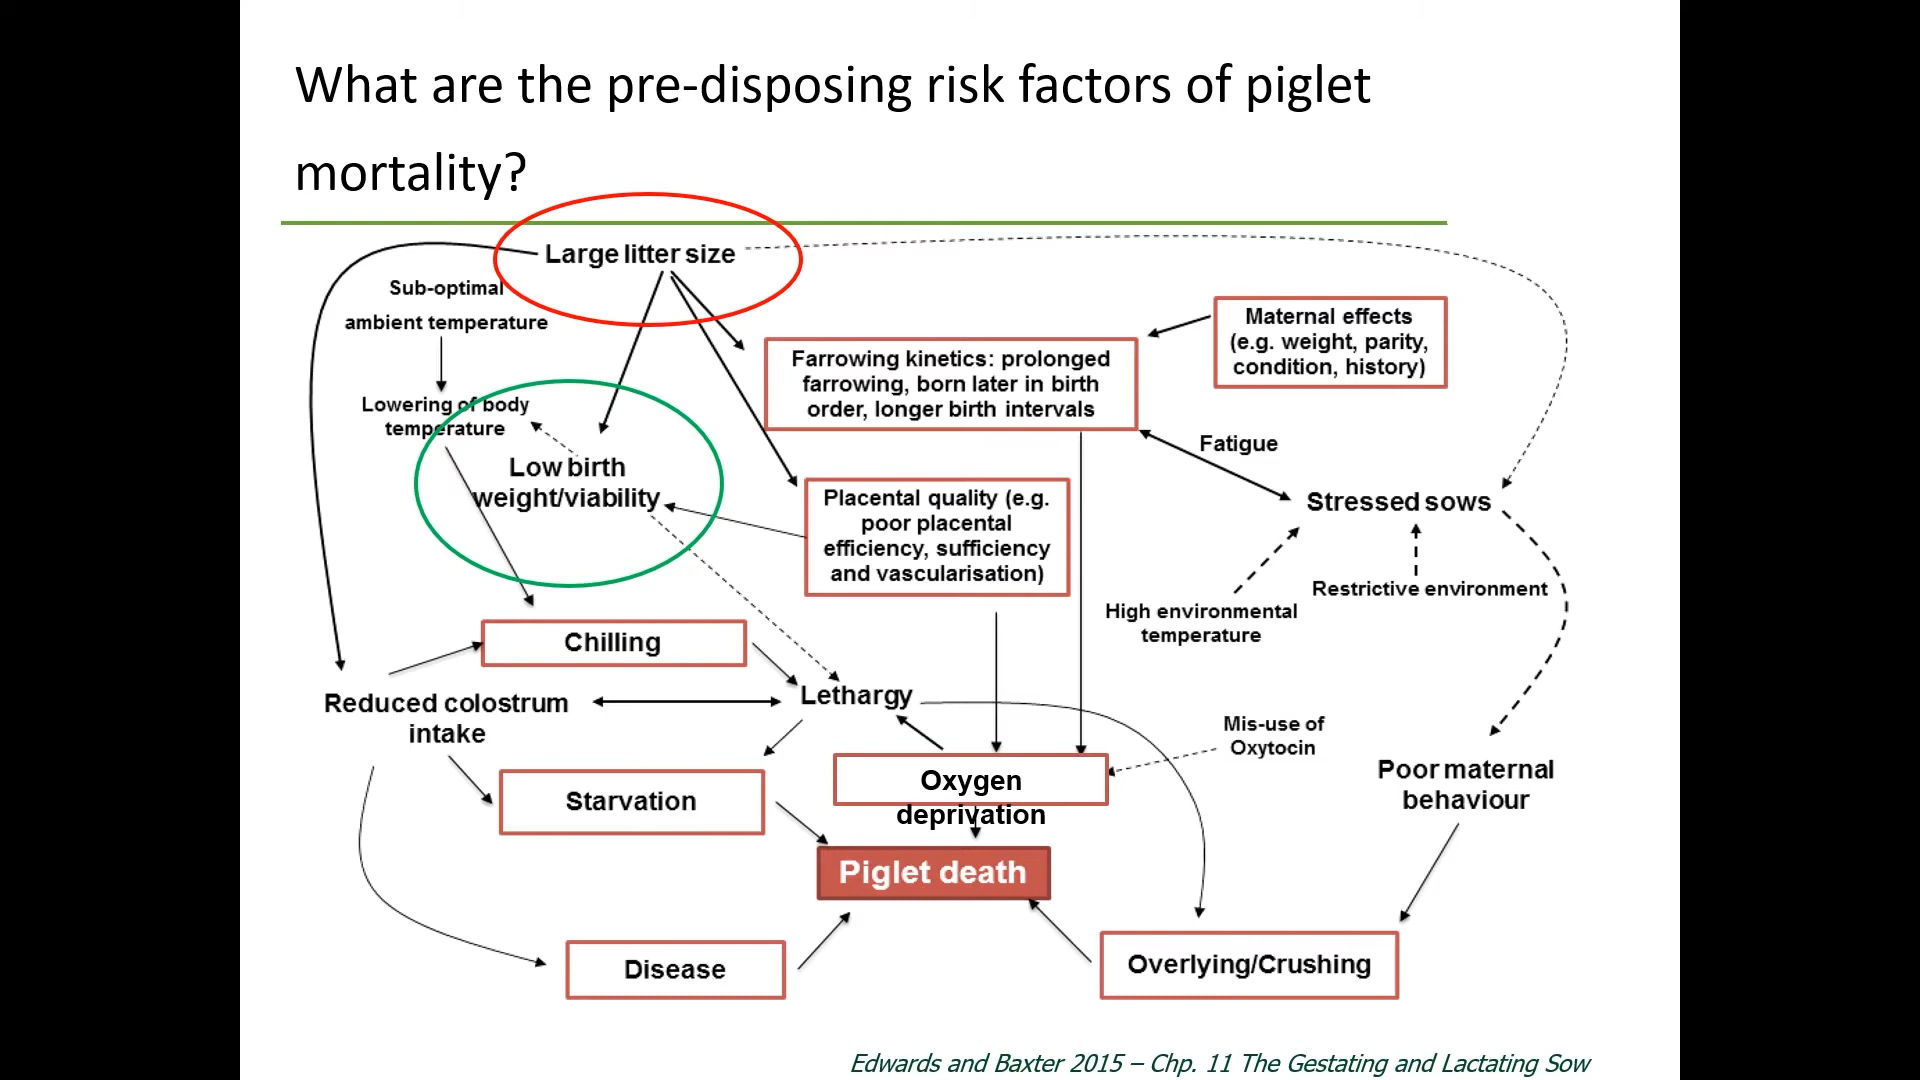 What are the pre-disposing risk factors of piglet
mortality?
Large litter size
Sub-optimal
ambient temperature
Maternal effects
(e.g. weight, parity,
condition, history)
Farrowing kinetics: prolonged
farrowing, born later in birth
order, longer birth intervals
Lowering of body
temperature
Fatigue
Low birth
weight/viability
Placental quality (e.g.
poor placental
efficiency, sufficiency
and vascularisation)
Stressed sows
Restrictive environment
High environmental
temperature
Chilling
Lethargy
Reduced colostrum
intake
Mis-use of
Oxytocin
Oxygen
deprivation
Poor maternal
behaviour
Starvation
Piglet death
Disease
Overlying/Crushing
Edwards and Baxter 2015 – Chp. 11 The Gestating and Lactating Sow